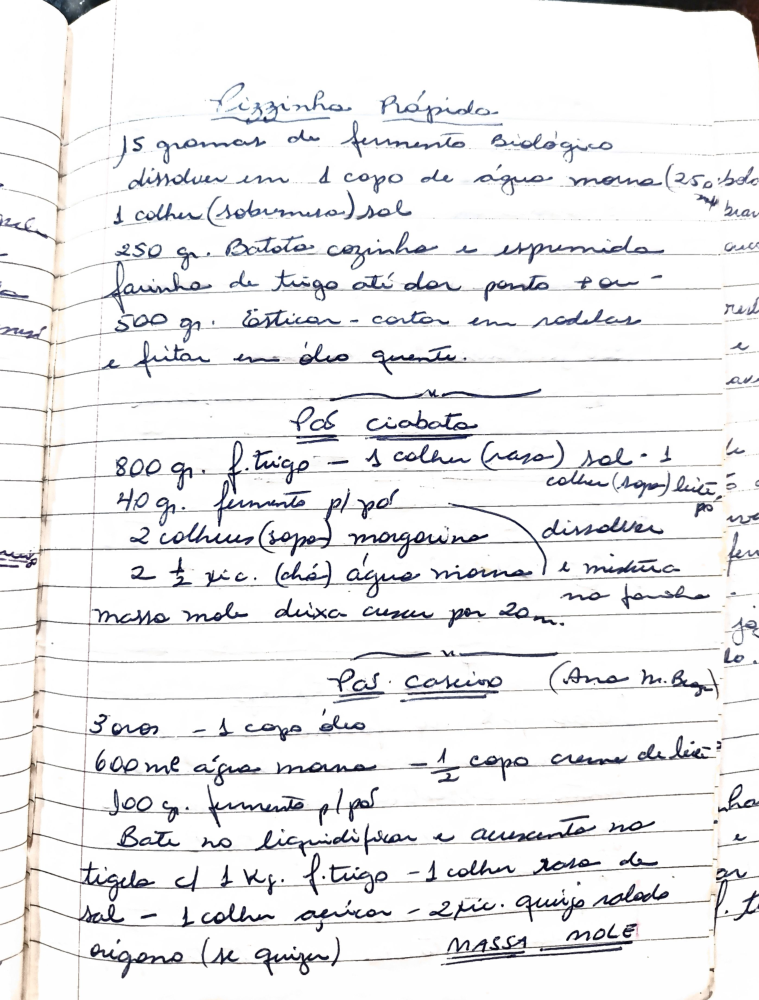 Pizzinha Rápida
15 gramas de fermento Biológico
dissolver em 1 copo de água morna (250
1 colher (sobremesa) sal
250 gr. Batata cozinha e espremida
farinha de trigo até dar ponto + ou -
500 gr. Esticar - cortar em rodelas
e fritar em óleo quente.
Pão ciabata
800 gr. f. trigo - 1 colher (rasa) sal - 1
colher (sopa) leite pó
40 gr. fermento p/ pão
2 colheres (sopa) margarina dissolver
2 1/2 xic. (chá) água morna e mistura
na farinha.
massa mole deixa crescer por 20 m.
Pão caseiro (Ana M. Braga)
3 ovos - 1 copo óleo
600 ml água morna - 1/2 copo creme de leite
100 g. fermento p/ pão
Bate no liquidificar e acrescenta na
tigela c/ 1 Kg. f. trigo - 1 colher rasa de
sal - 1 colher açúcar - 2 xic. queijo ralado
orégano (se quizer) MASSA MOLE